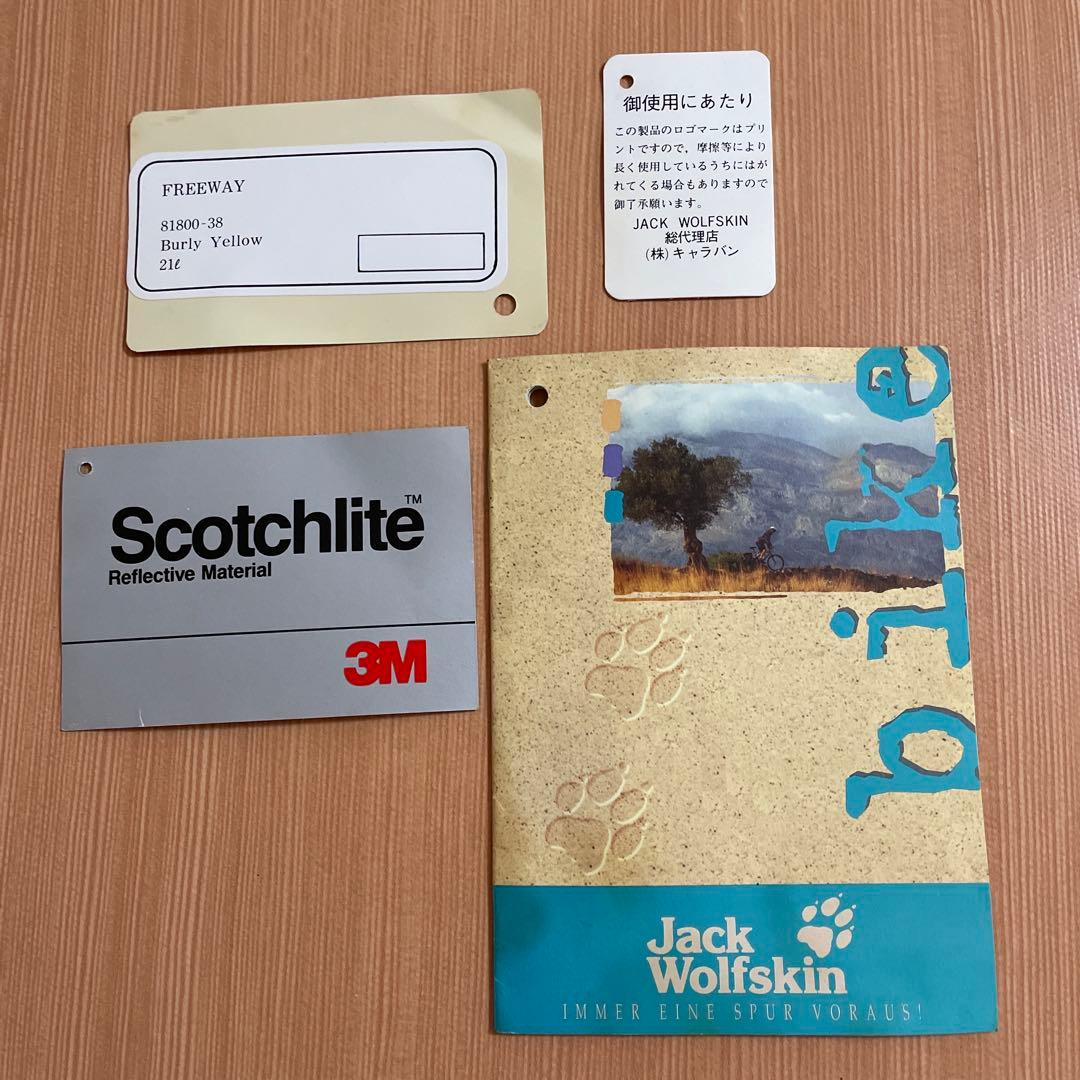 FREEWAY
81800-38
Burly Yellow
21ℓ
御使用にあたり
この製品のロゴマークはプリ
ントですので，摩擦等により
長く使用しているうちにはが
れてくる場合もありますので
御了承願います。
JACK WOLFSKIN
総代理店
(株)キャラバン
Scotchlite™
Reflective Material
3M
bike
Jack
Wolfskin
IMMER EINE SPUR VORAUS!